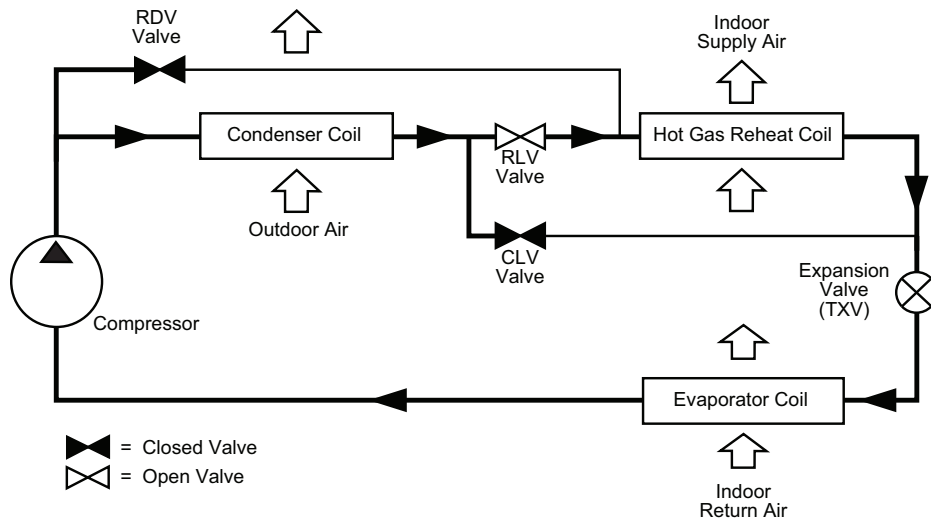 RDV
Valve
Indoor
Supply Air
Condenser Coil
RLV
Valve
Hot Gas Reheat Coil
Outdoor Air
CLV
Valve
Expansion
Valve
(TXV)
Compressor
Evaporator Coil
= Closed Valve
= Open Valve
Indoor
Return Air